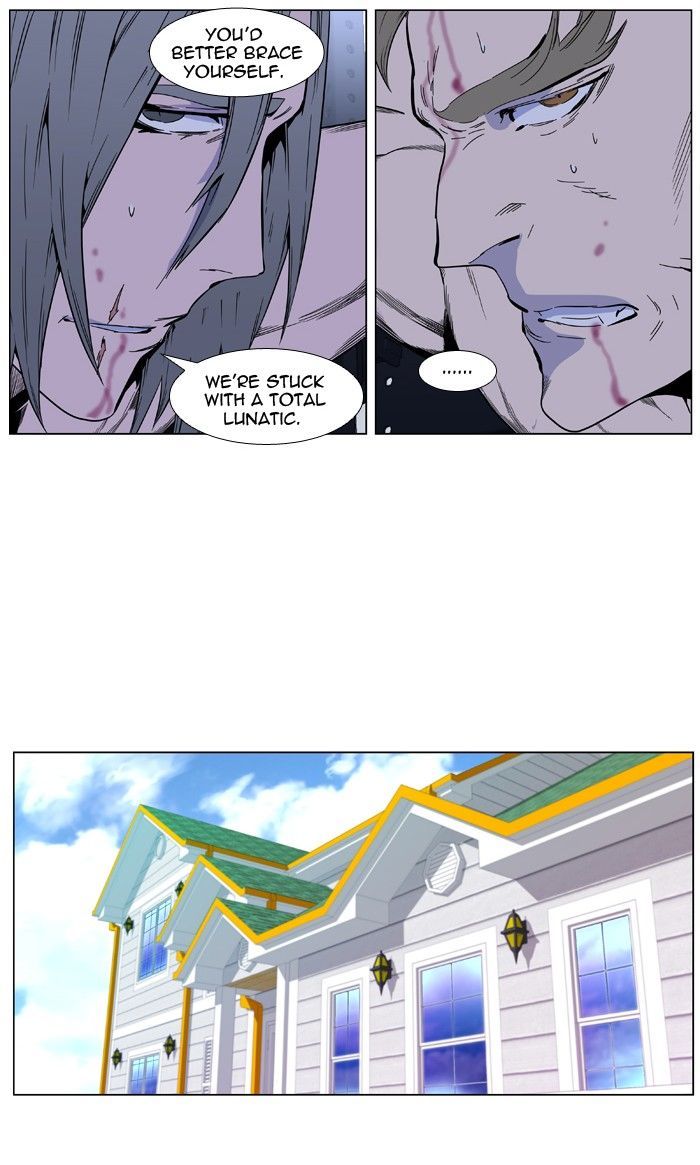 YOU'D
BETTER BRACE
YOURSELF.
WE'RE STUCK
WITH A TOTAL
LUNATIC.
......